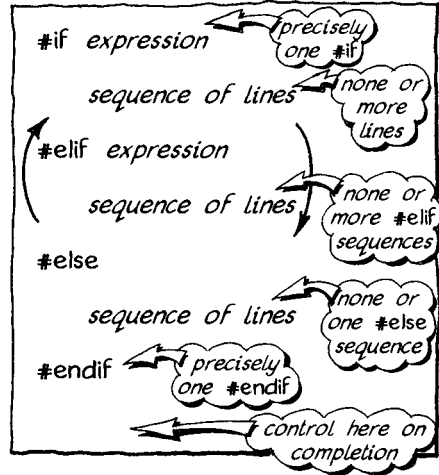 #if expression
precisely
one #if
sequence of lines
none or
more
lines
#elif expression
sequence of lines
none or
more #elif
sequences
#else
sequence of lines
none or
one #else
sequence
#endif
precisely
one #endif
control here on
completion